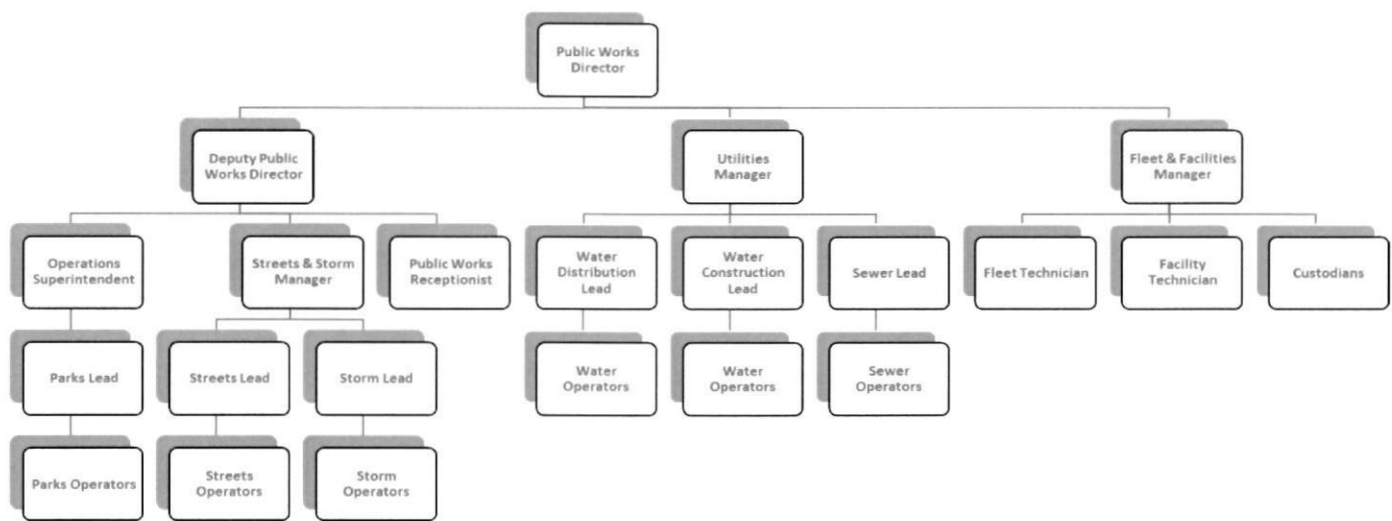 Public Works
Director
Deputy Public
Works Director
Utilities
Manager
Fleet & Facilities
Manager
Operations
Superintendent
Streets & Storm
Manager
Public Works
Receptionist
Water
Distribution
Lead
Water
Construction
Lead
Sewer Lead
Fleet Technician
Facility
Technician
Custodians
Parks Lead
Streets Lead
Storm Lead
Water
Operators
Water
Operators
Sewer
Operators
Parks Operators
Streets
Operators
Storm
Operators